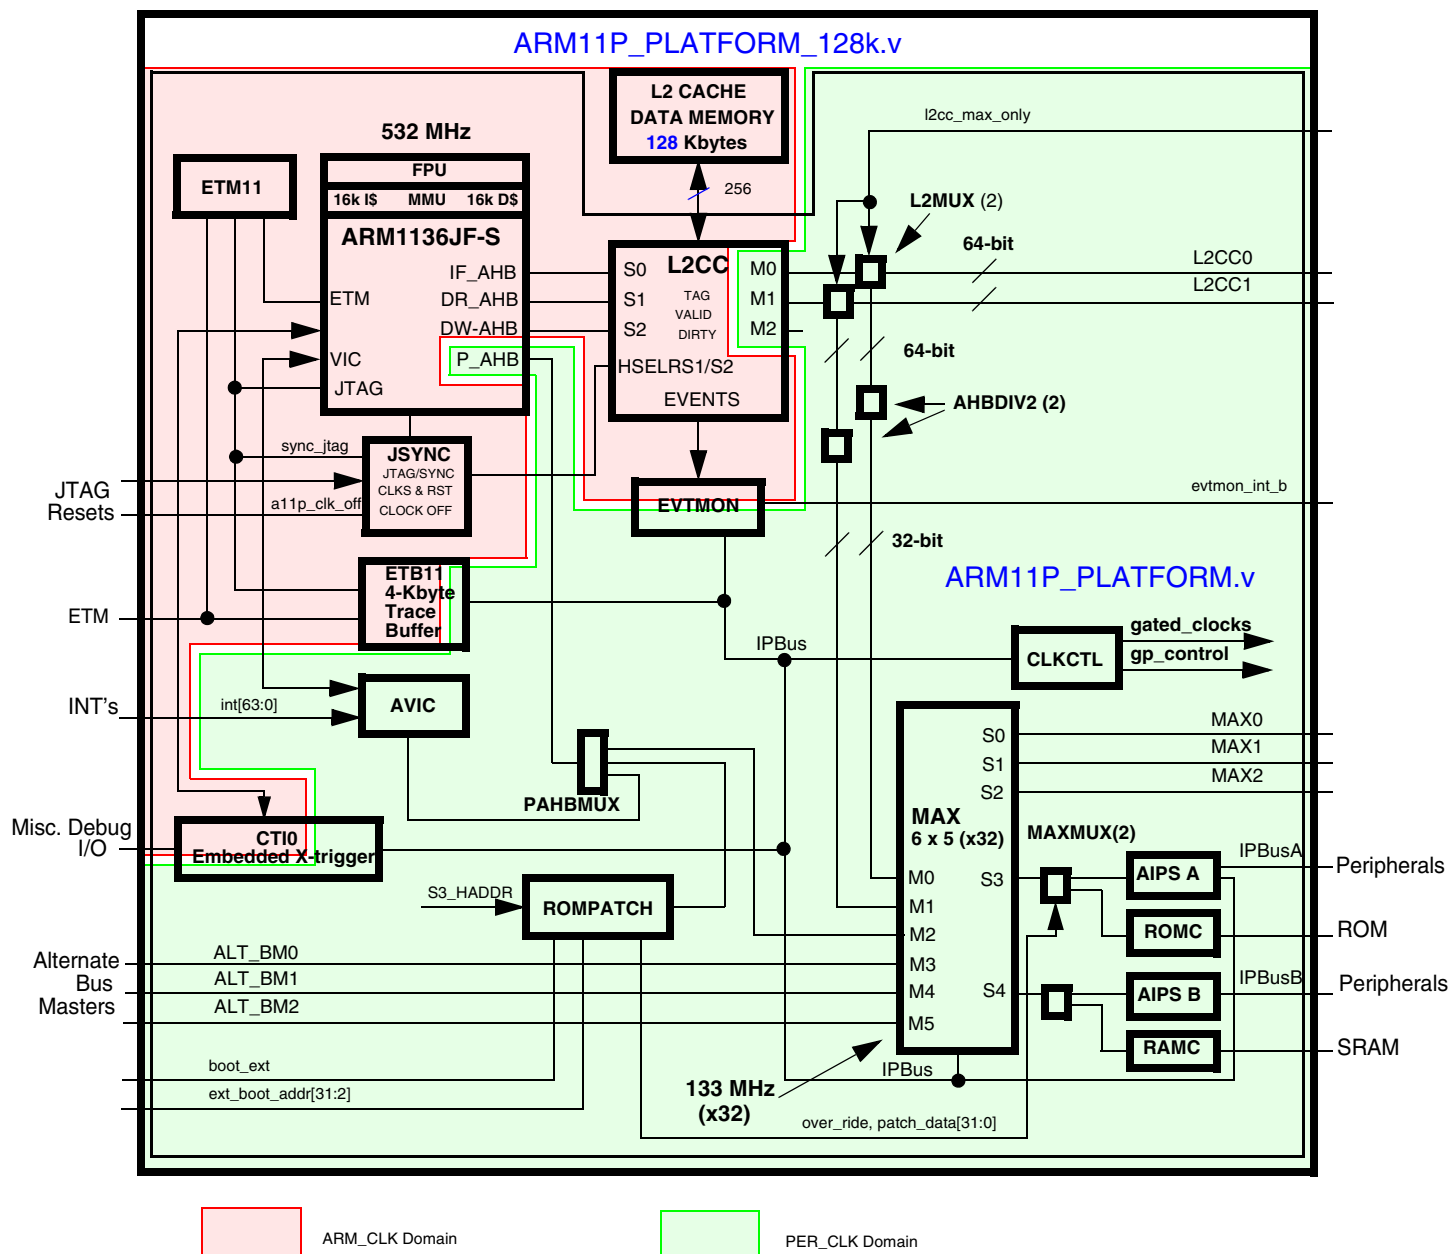 ARM11P_PLATFORM_128k.v
L2 CACHE
DATA MEMORY
128 Kbytes
l2cc_max_only
532 MHz
FPU
ETM11
256
16k I$ MMU 16k D$
L2MUX (2)
ARM1136JF-S
64-bit
L2CC
IF_AHB
S0
M0
L2CC0
L2CC1
ETM
DR_AHB
S1
TAG
M1
VALID
DW-AHB
S2
DIRTY
M2
64-bit
VIC
P_AHB
HSELRS1/S2
JTAG
EVENTS
AHBDIV2 (2)
sync_jtag
JSYNC
JTAG/SYNC
CLKS & RST
CLOCK OFF
JTAG
Resets
a11p_clk_off
evtmon_int_b
EVTMON
32-bit
ARM11P_PLATFORM.v
ETB11
4-Kbyte
Trace
Buffer
ETM
gated_clocks
IPBus
CLKCTL
gp_control
INT's
int[63:0]
AVIC
MAX0
S0
MAX1
S1
MAX2
S2
PAHBMUX
MAX
6 x 5 (x32)
MAXMUX(2)
Misc. Debug
I/O
CTI0
Embedded X-trigger
IPBusA
Peripherals
M0
S3
AIPS A
S3_HADDR
ROMPATCH
M1
ROMC
ROM
M2
ALT_BM0
Alternate
Bus
Masters
M3
ALT_BM1
M4
S4
AIPS B
IPBusB
Peripherals
ALT_BM2
M5
RAMC
SRAM
boot_ext
IPBus
ext_boot_addr[31:2]
133 MHz
(x32)
over_ride, patch_data[31:0]
ARM_CLK Domain
PER_CLK Domain